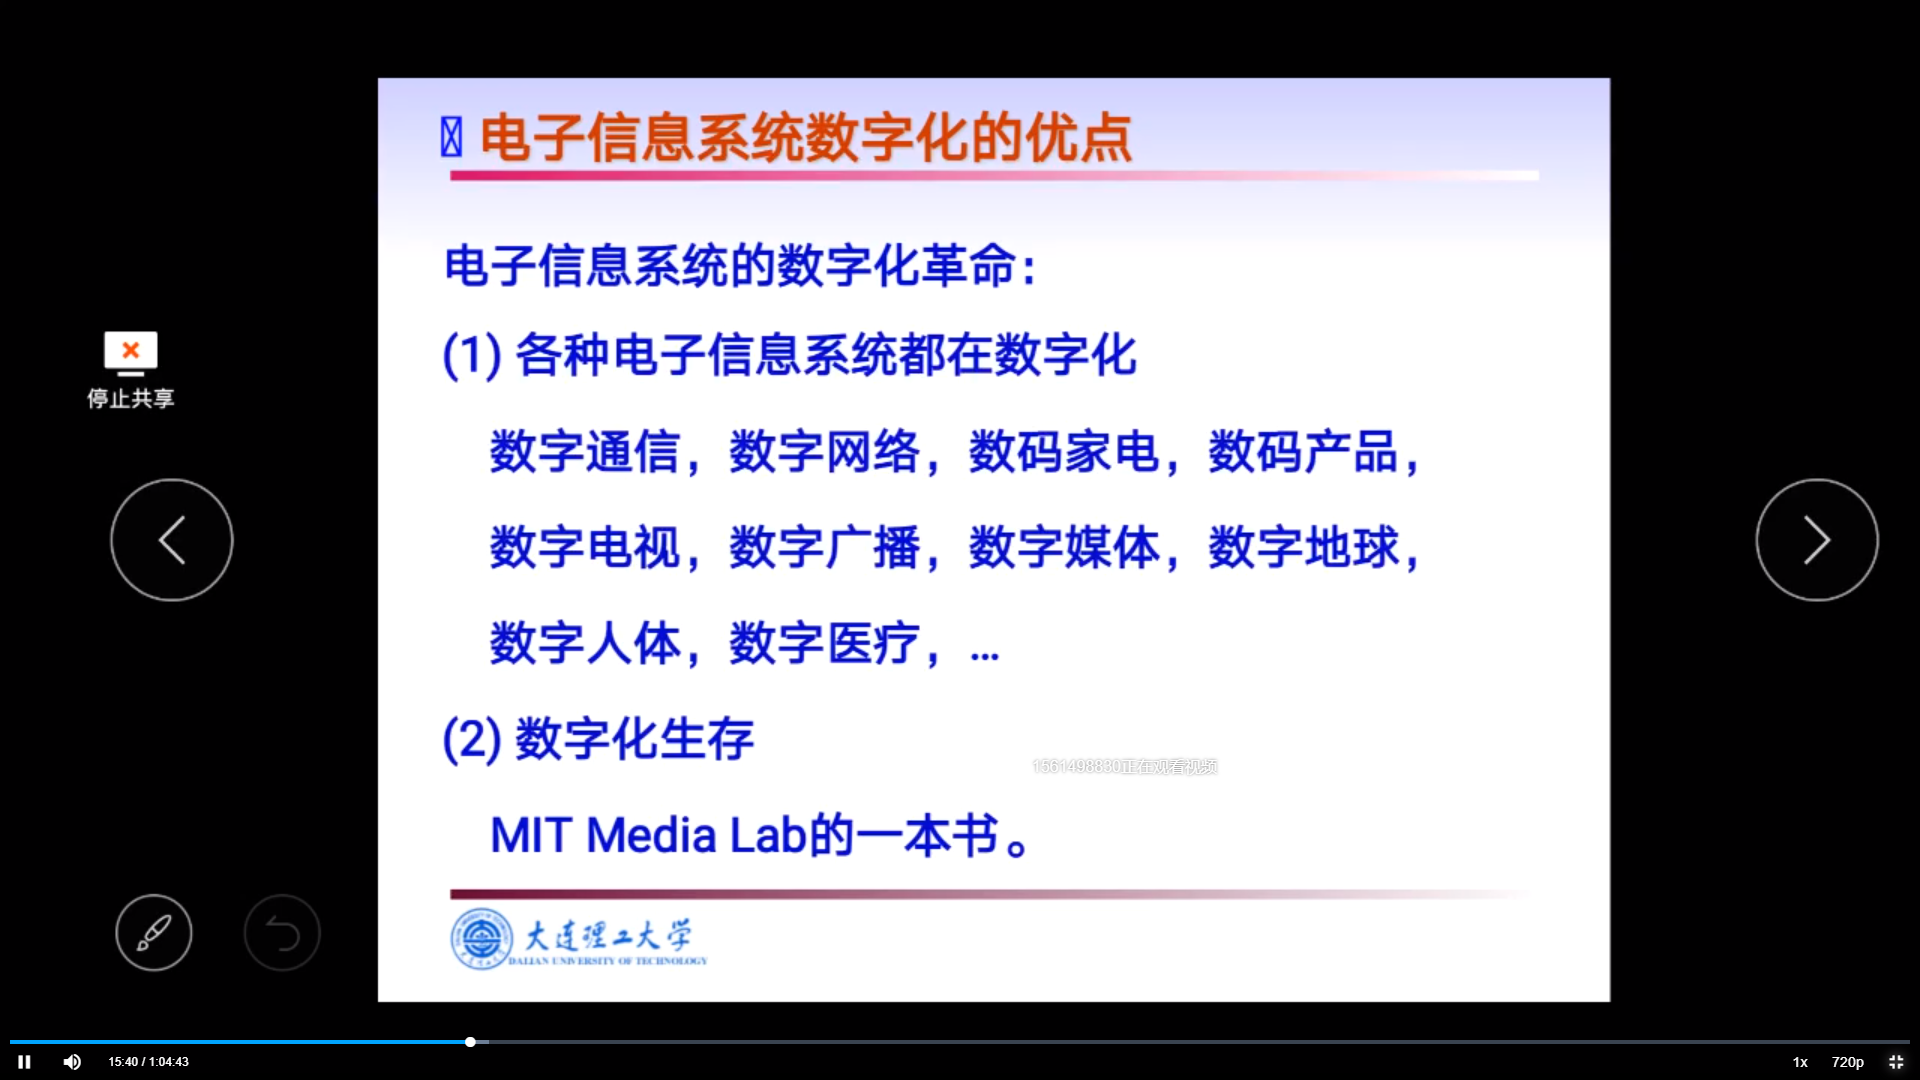 电子信息系统数字化的优点
电子信息系统的数字化革命：
(1) 各种电子信息系统都在数字化
停止共享
数字通信，数字网络，数码家电，数码产品，
数字电视，数字广播，数字媒体，数字地球，
数字人体，数字医疗，...
(2) 数字化生存
1561498830正在观看视频
MIT Media Lab的一本书。
大连理工大学
DALIAN UNIVERSITY OF TECHNOLOGY
15:40 / 1:04:43
1x
720p